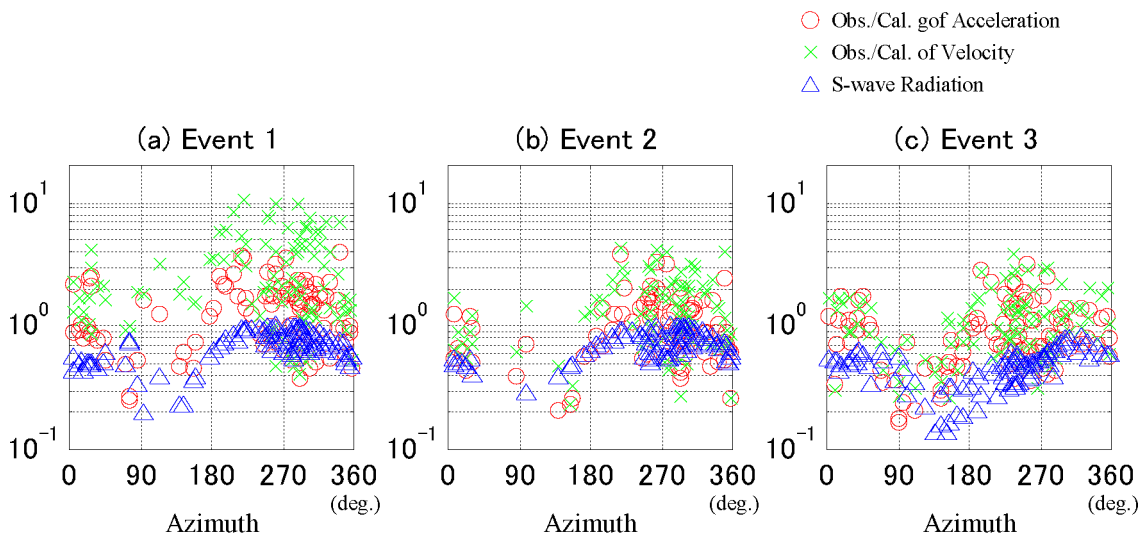 Obs./Cal. gof Acceleration
Obs./Cal. of Velocity
S-wave Radiation
(a) Event 1
(b) Event 2
(c) Event 3
10^1 10^1 10^1
10^0 10^0 10^0
10^-1 10^-1 10^-1
0 90 180 270 360 0 90 180 270 360 0 90 180 270 360
(deg.) (deg.) (deg.)
Azimuth Azimuth Azimuth